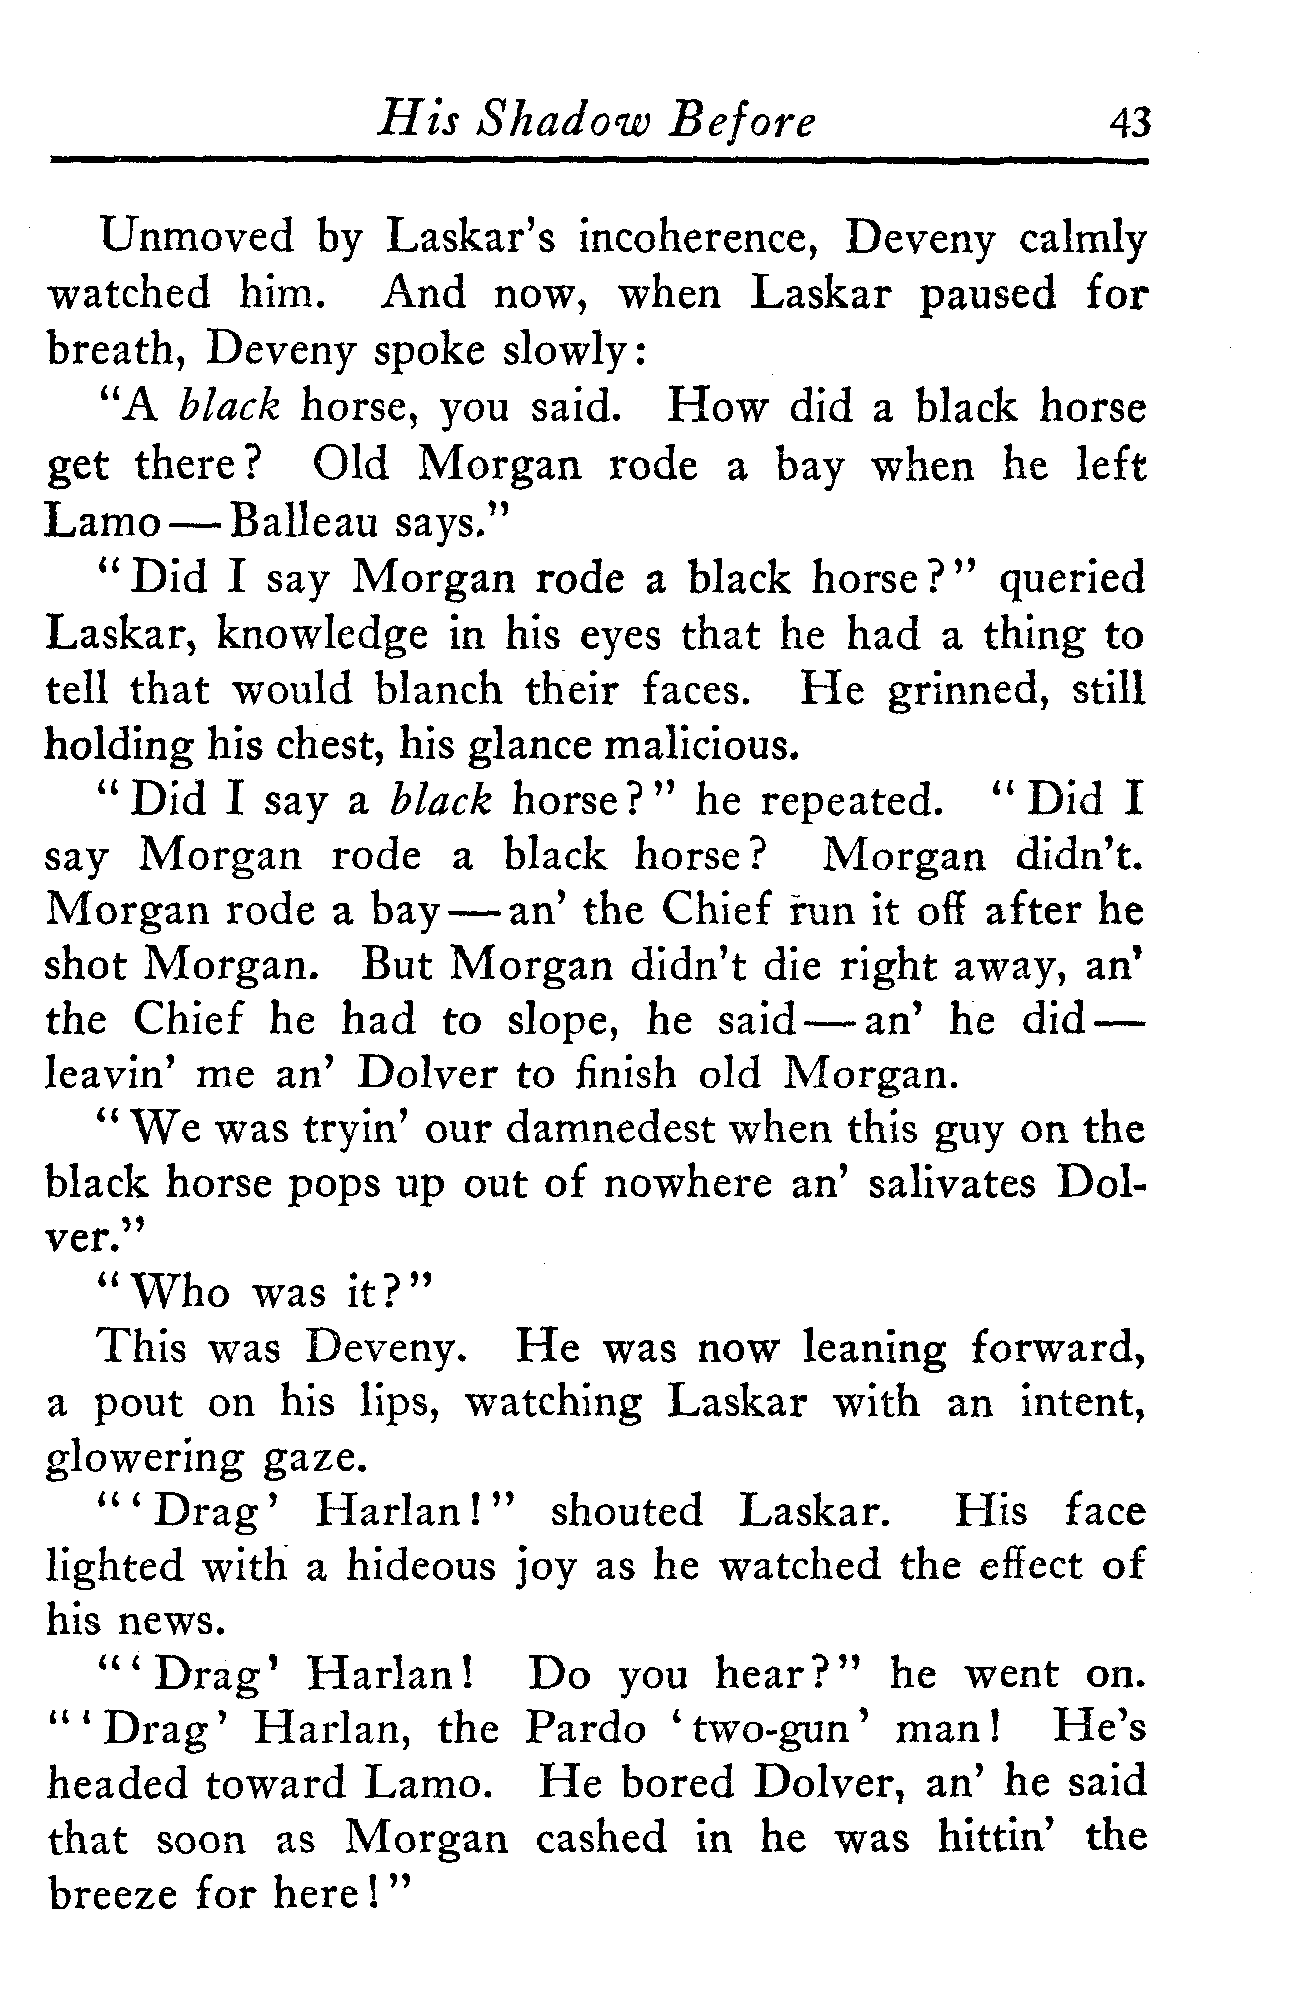 His Shadow Before 43
Unmoved by Laskar's incoherence, Deveny calmly
watched him. And now, when Laskar paused for
breath, Deveny spoke slowly:
"A black horse, you said. How did a black horse
get there? Old Morgan rode a bay when he left
Lamo—Balleau says."
"Did I say Morgan rode a black horse?" queried
Laskar, knowledge in his eyes that he had a thing to
tell that would blanch their faces. He grinned, still
holding his chest, his glance malicious.
"Did I say a black horse?" he repeated. "Did I
say Morgan rode a black horse? Morgan didn't.
Morgan rode a bay—an' the Chief run it off after he
shot Morgan. But Morgan didn't die right away, an'
the Chief he had to slope, he said—an' he did—
leavin' me an' Dolver to finish old Morgan.
"We was tryin' our damnedest when this guy on the
black horse pops up out of nowhere an' salivates Dol-
ver."
"Who was it?"
This was Deveny. He was now leaning forward,
a pout on his lips, watching Laskar with an intent,
glowering gaze.
"'Drag' Harlan!" shouted Laskar. His face
lighted with a hideous joy as he watched the effect of
his news.
"'Drag' Harlan! Do you hear?" he went on.
"'Drag' Harlan, the Pardo 'two-gun' man! He's
headed toward Lamo. He bored Dolver, an' he said
that soon as Morgan cashed in he was hittin' the
breeze for here!"